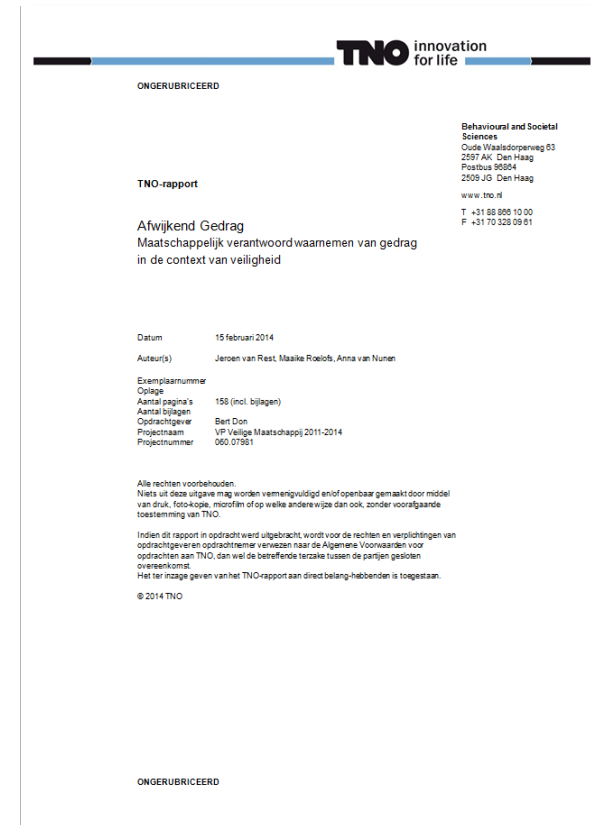 TNO innovation
for life
ONGERUBRICEERD
Behavioural and Societal
Sciences
Oude Waalsdorperweg 63
2597 AK Den Haag
Postbus 96864
2509 JG Den Haag
www.tno.nl
T +31 88 866 10 00
F +31 70 328 09 61
TNO-rapport
Afwijkend Gedrag
Maatschappelijk verantwoord waarnemen van gedrag
in de context van veiligheid
Datum 15 februari 2014
Auteur(s) Jeroen van Rest, Maaike Roelofs, Anna van Nunen
Exemplaarnummer
Oplage
Aantal pagina's 158 (incl. bijlagen)
Aantal bijlagen
Opdrachtgever Bert Don
Projectnaam VP Veilige Maatschappij 2011-2014
Projectnummer 060.07981
Alle rechten voorbehouden.
Niets uit deze uitgave mag worden vermenigvuldigd en/of openbaar gemaakt door middel
van druk, foto-kopie, microfilm of op welke andere wijze dan ook, zonder voorafgaande
toestemming van TNO.
Indien dit rapport in opdracht werd uitgebracht, wordt voor de rechten en verplichtingen van
opdrachtgever en opdrachtnemer verwezen naar de Algemene Voorwaarden voor
opdrachten aan TNO, dan wel de betreffende terzake tussen de partijen gesloten
overeenkomst.
Het ter inzage geven van het TNO-rapport aan direct belang-hebbenden is toegestaan.
© 2014 TNO
ONGERUBRICEERD